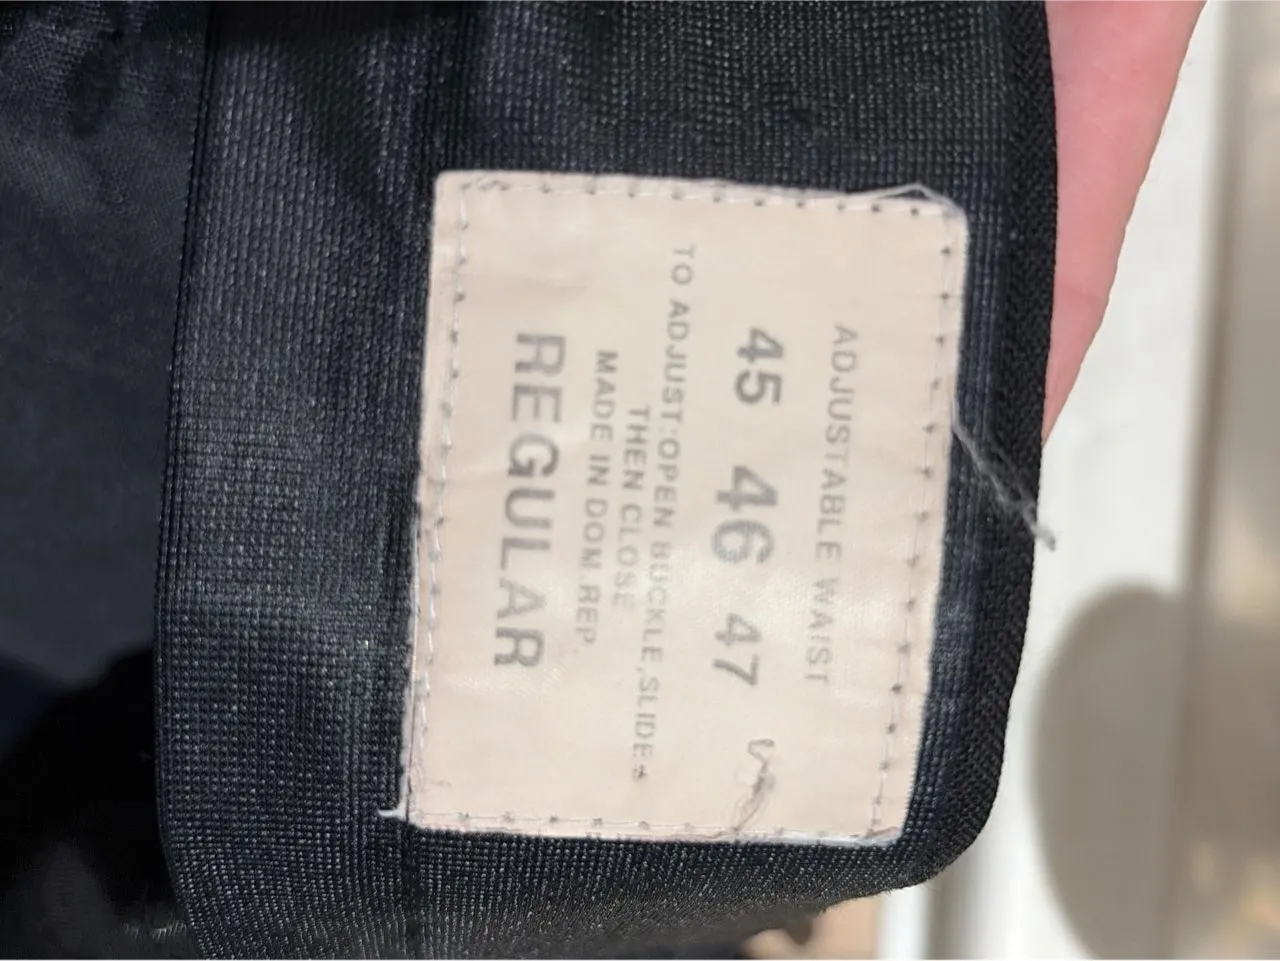 ADJUSTABLE WAIST
45 46 47
TO ADJUST:OPEN BUCKLE,SLIDE+
THEN CLOSE
MADE IN DOM.REP.
REGULAR